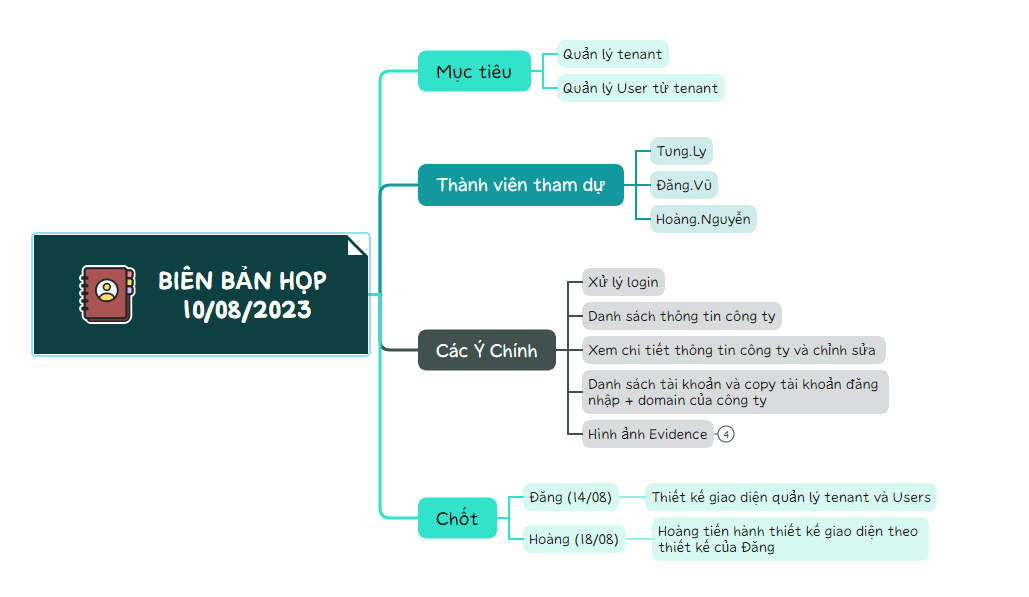 BIÊN BẢN HỌP
10/08/2023
Mục tiêu
Quản lý tenant
Quản lý User từ tenant
Thành viên tham dự
Tung.Ly
Đăng.Vũ
Hoàng.Nguyễn
Các Ý Chính
Xử lý login
Danh sách thông tin công ty
Xem chi tiết thông tin công ty và chỉnh sửa
Danh sách tài khoản và copy tài khoản đăng
nhập + domain của công ty
Hình ảnh Evidence 4
Chốt
Đăng (14/08)
Thiết kế giao diện quản lý tenant và Users
Hoàng (18/08)
Hoàng tiến hành thiết kế giao diện theo
thiết kế của Đăng